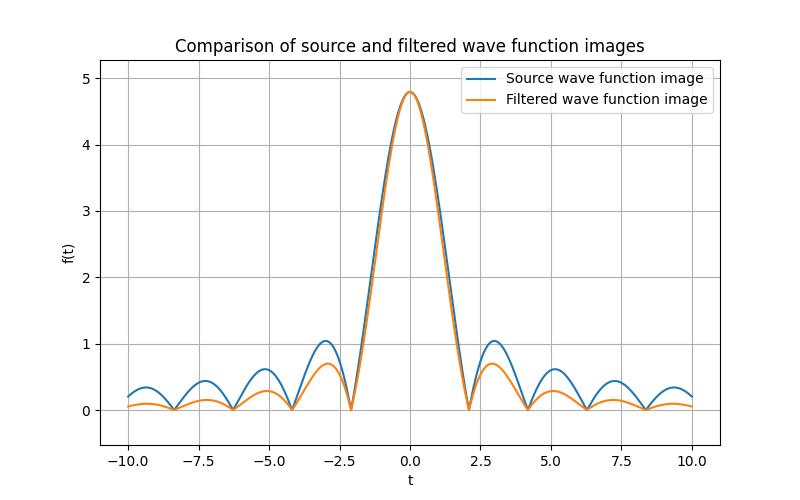 Comparison of source and filtered wave function images
Source wave function image
Filtered wave function image
f(t)
5
4
3
2
1
0
−10.0 −7.5 −5.0 −2.5 0.0 2.5 5.0 7.5 10.0
t